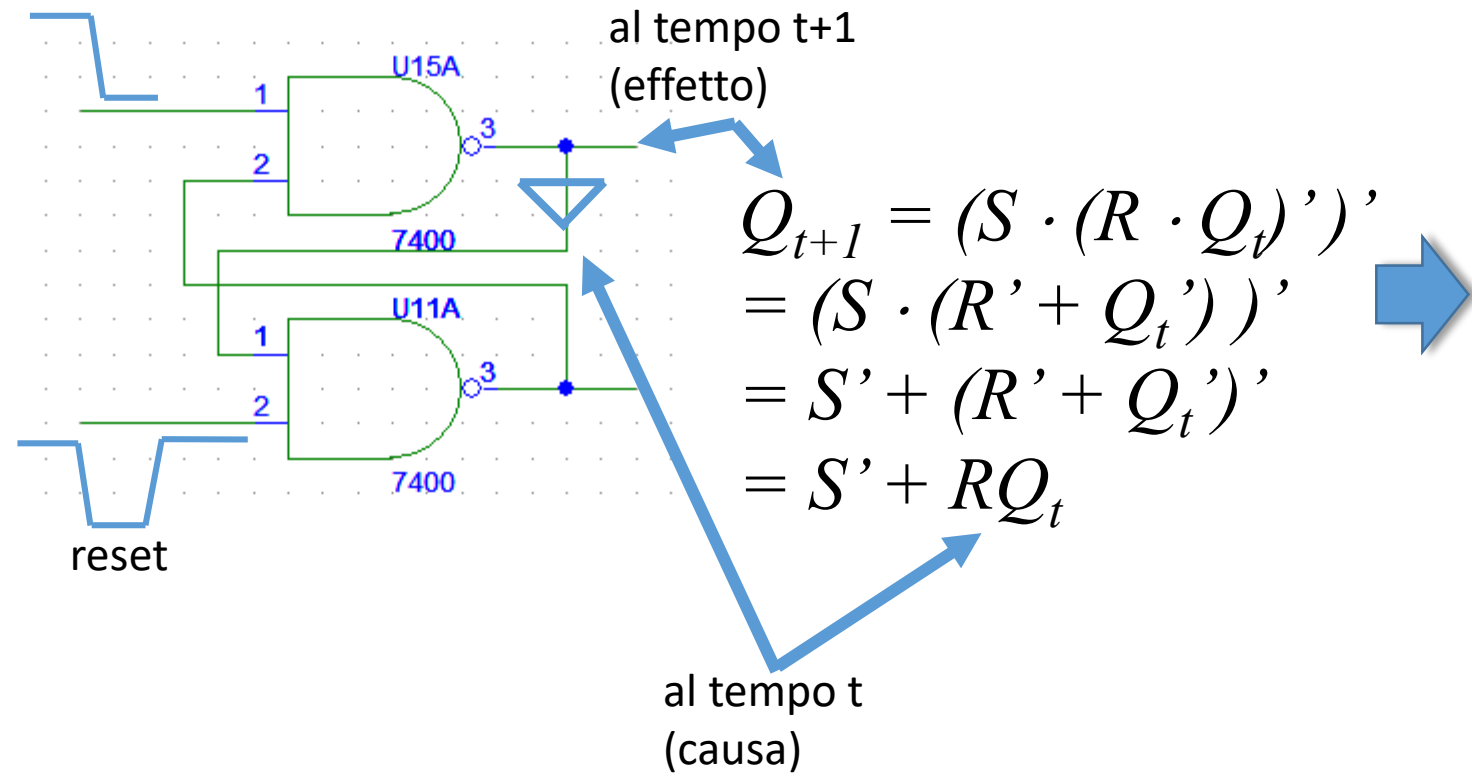 al tempo t+1
(effetto)
U15A
1
2
3
7400
U11A
1
2
3
7400
reset
Q_{t+1} = (S · (R · Q_t)’)’
= (S · (R’ + Q_t’) )’
= S’ + (R’ + Q_t’)’
= S’ + RQ_t
al tempo t
(causa)